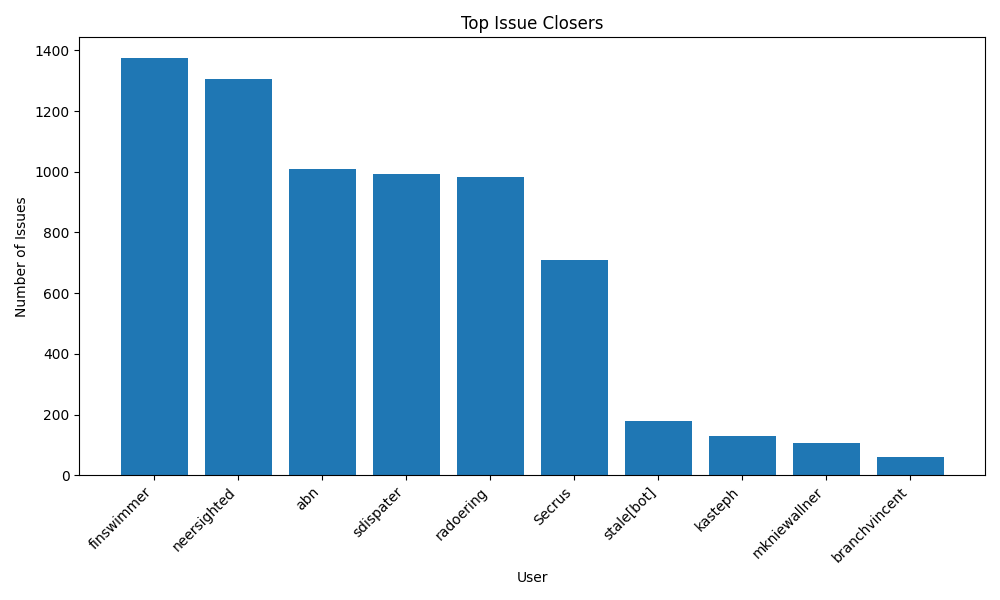 Top Issue Closers
Number of Issues
1400
1200
1000
800
600
400
200
0
finswimmer
neersighted
abn
sdispater
radoering
Secrus
stale[bot]
kasteph
mkniewallner
branchvincent
User